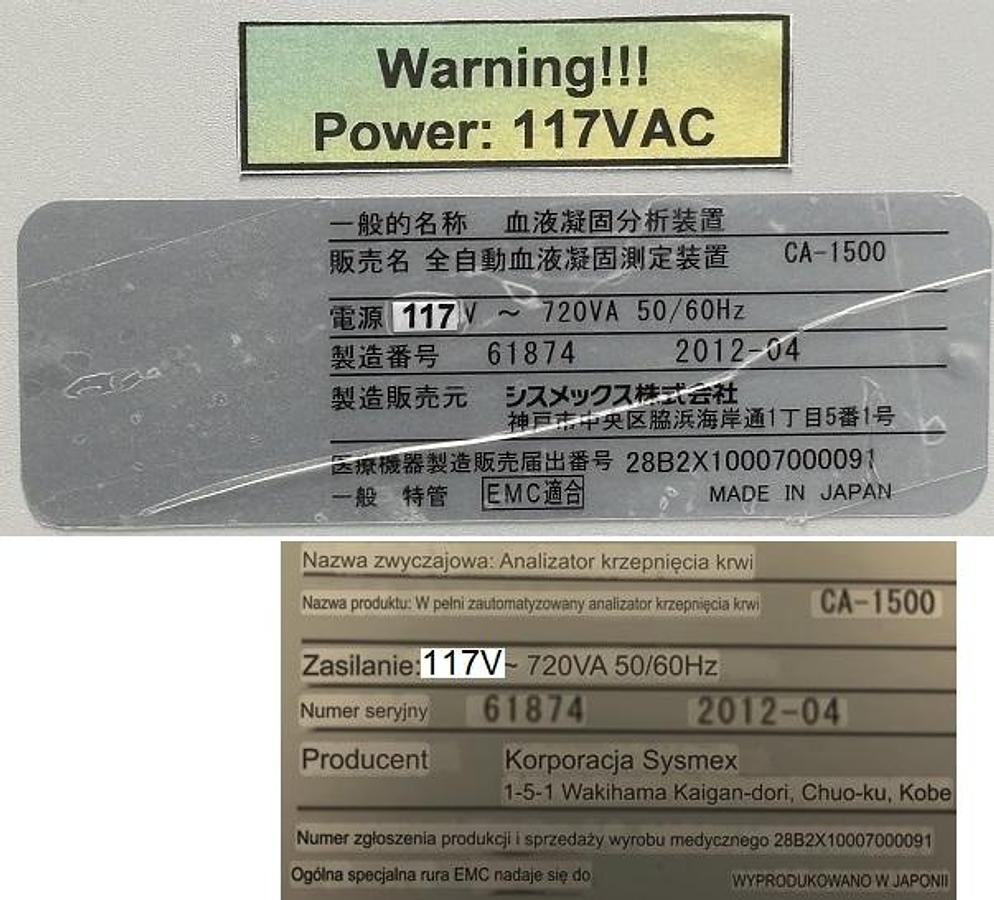 Warning!!!
Power: 117VAC
一般的名称 血液凝固分析装置
販売名 全自動血液凝固測定装置 CA-1500
電源 117V ~ 720VA 50/60Hz
製造番号 61874 2012-04
製造販売元 シスメックス株式会社
神戸市中央区脇浜海岸通1丁目5番1号
医療機器製造販売届出番号 28B2X10007000091
一般 特管 EMC適合 MADE IN JAPAN
Nazwa zwyczajowa: Analizator krzepnięcia krwi
Nazwa produktu: W pełni zautomatyzowany analizator krzepnięcia krwi CA-1500
Zasilanie:117V~ 720VA 50/60Hz
Numer seryjny 61874 2012-04
Producent Korporacja Sysmex
1-5-1 Wakihama Kaigan-dori, Chuo-ku, Kobe
Numer zgłoszenia produkcji i sprzedaży wyrobu medycznego 28B2X10007000091
Ogólna specjalna rura EMC nadaje się do WYPRODUKOWANO W JAPONII